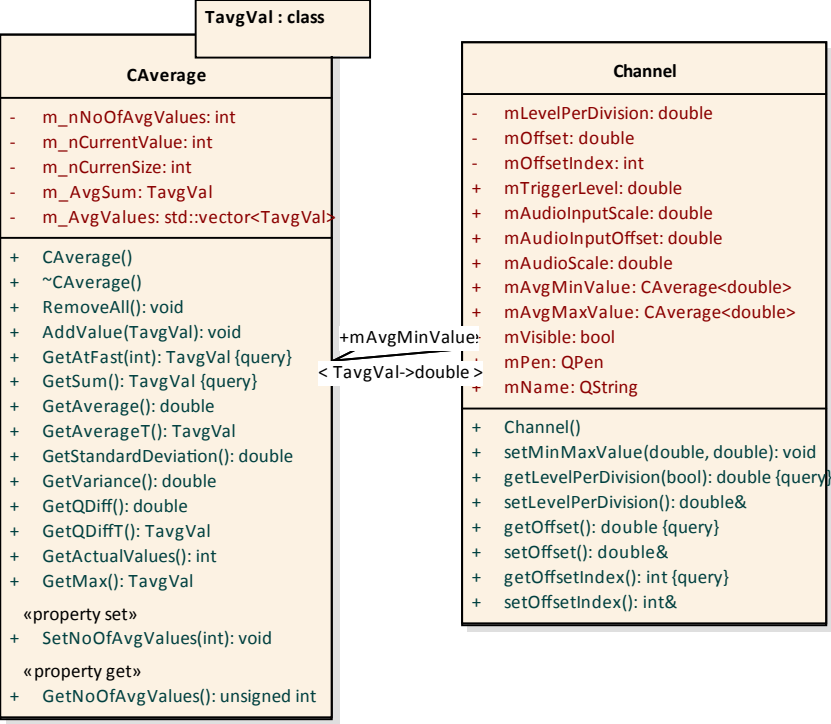 TavgVal : class
CAverage
- m_nNoOfAvgValues: int
- m_nCurrentValue: int
- m_nCurrenSize: int
- m_AvgSum: TavgVal
- m_AvgValues: std::vector<TavgVal>
+ CAverage()
+ ~CAverage()
+ RemoveAll(): void
+ AddValue(TavgVal): void
+ GetAtFast(int): TavgVal {query}
+ GetSum(): TavgVal {query}
+ GetAverage(): double
+ GetAverageT(): TavgVal
+ GetStandardDeviation(): double
+ GetVariance(): double
+ GetQDiff(): double
+ GetQDiffT(): TavgVal
+ GetActualValues(): int
+ GetMax(): TavgVal
«property set»
+ SetNoOfAvgValues(int): void
«property get»
+ GetNoOfAvgValues(): unsigned int
+mAvgMinValue
< TavgVal->double >
Channel
- mLevelPerDivision: double
- mOffset: double
- mOffsetIndex: int
+ mTriggerLevel: double
+ mAudioInputScale: double
+ mAudioInputOffset: double
+ mAudioScale: double
+ mAvgMinValue: CAverage<double>
+ mAvgMaxValue: CAverage<double>
+ mVisible: bool
+ mPen: QPen
+ mName: QString
+ Channel()
+ setMinMaxValue(double, double): void
+ getLevelPerDivision(bool): double {query}
+ setLevelPerDivision(): double&
+ getOffset(): double {query}
+ setOffset(): double&
+ getOffsetIndex(): int {query}
+ setOffsetIndex(): int&